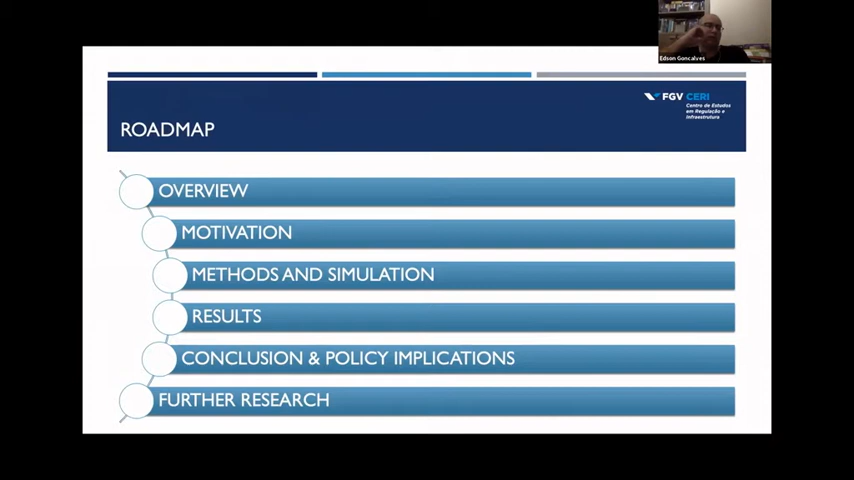 Edson Goncalves
FGV CERI
Centro de Estudos
em Regulação e
Infraestrutura
ROADMAP
OVERVIEW
MOTIVATION
METHODS AND SIMULATION
RESULTS
CONCLUSION & POLICY IMPLICATIONS
FURTHER RESEARCH